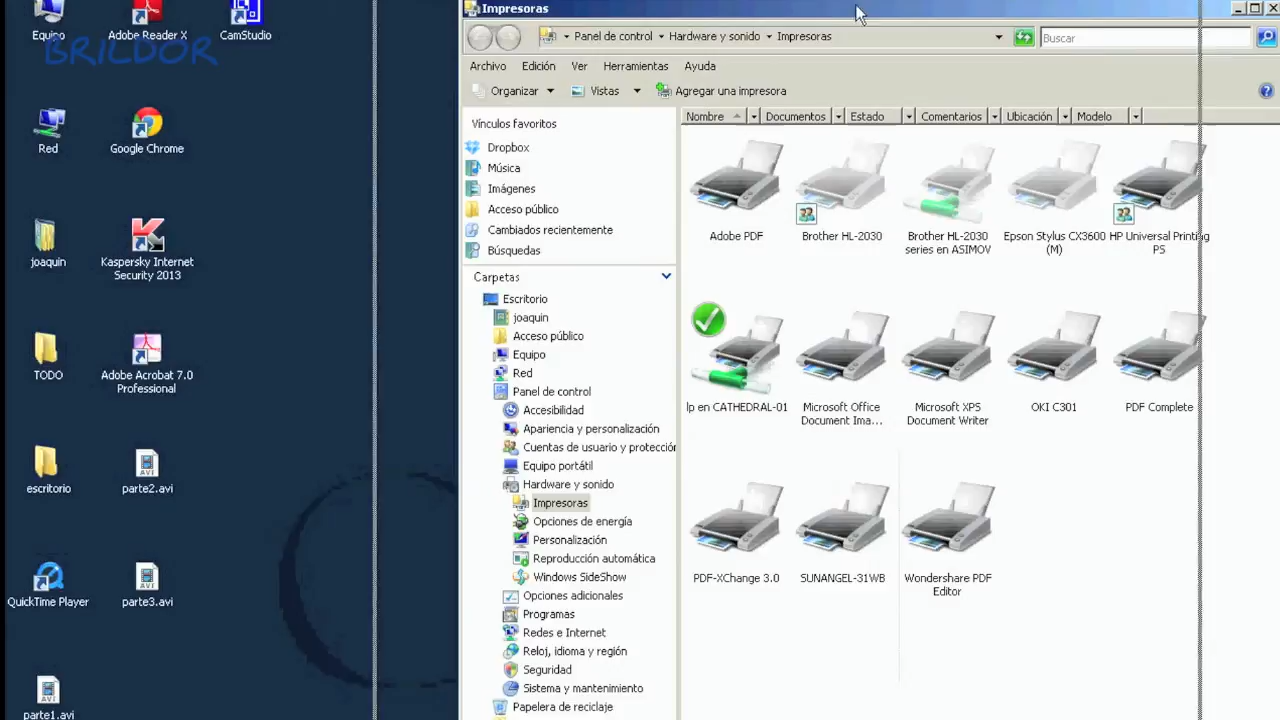 Equipo
Adobe Reader X
CamStudio
BRILDOR
Red
Google Chrome
joaquin
Kaspersky Internet
Security 2013
TODO
Adobe Acrobat 7.0
Professional
escritorio
parte2.avi
QuickTime Player
parte3.avi
parte1.avi
Impresoras
Panel de control
Hardware y sonido
Impresoras
Buscar
Archivo
Edición
Ver
Herramientas
Ayuda
Organizar
Vistas
Agregar una impresora
Vínculos favoritos
Dropbox
Música
Imágenes
Acceso público
Cambiados recientemente
Búsquedas
Carpetas
Escritorio
joaquin
Acceso público
Equipo
Red
Panel de control
Accesibilidad
Apariencia y personalización
Cuentas de usuario y protección
Equipo portátil
Hardware y sonido
Impresoras
Opciones de energía
Personalización
Reproducción automática
Windows SideShow
Opciones adicionales
Programas
Redes e Internet
Reloj, idioma y región
Seguridad
Sistema y mantenimiento
Papelera de reciclaje
Nombre
Documentos
Estado
Comentarios
Ubicación
Modelo
Adobe PDF
Brother HL-2030
Brother HL-2030
series en ASIMOV
Epson Stylus CX3600
(M)
HP Universal Printing
PS
lp en CATHEDRAL-01
Microsoft Office
Document Ima...
Microsoft XPS
Document Writer
OKI C301
PDF Complete
PDF-XChange 3.0
SUNANGEL-31WB
Wondershare PDF
Editor